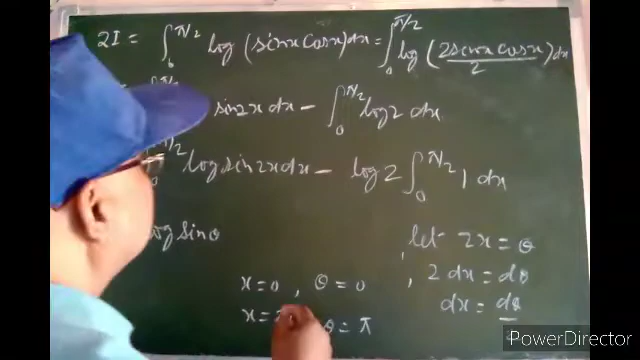 2I = ∫₀^π/2 log (sinx cosx) dx = ∫₀^π/2 log (2sinx cosx / 2) dx
π/2 sin2x dx − ∫₀^π/2 log2 dx
π/2 log sin2x dx − log2 ∫₀^π/2 1 dx
log sinθ
let 2x = θ
x=0 , θ = 0
, 2dx = dθ
x= θ = π
dx = dθ
PowerDirector